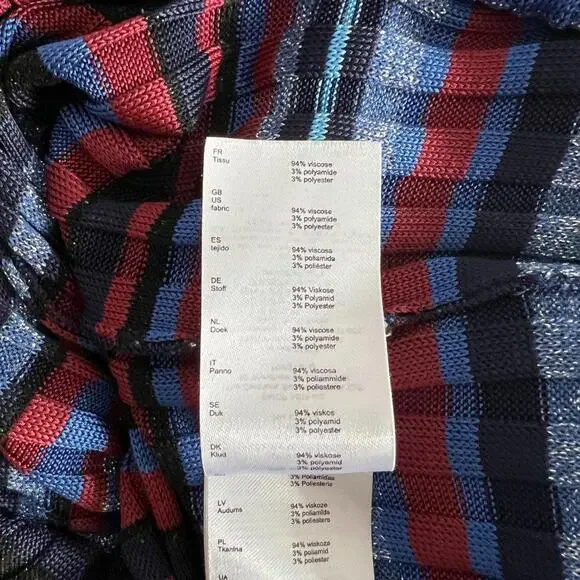 FR
Tissu 94% viscose
3% polyamide
3% polyester
GB
US
fabric 94% viscose
3% polyamide
3% polyester
ES
tejido 94% viscosa
3% poliamida
3% poliéster
DE
Stoff 94% Viskose
3% Polyamid
3% Polyester
NL
Doek 94% viscose
3% polyamide
3% polyester
IT
Panno 94% viscosa
3% poliammide
3% poliestere
SE
Duk 94% viskos
3% polyamid
3% polyester
DK
Klud 94% viskose
3% polyamid
3% polyester
3% Poliamidas
3% Poliesteris
LV
Audums 94% viskoze
3% poliamīds
3% poliesters
PL
Tkanina 94% wiskoza
3% poliamid
3% poliester
UA